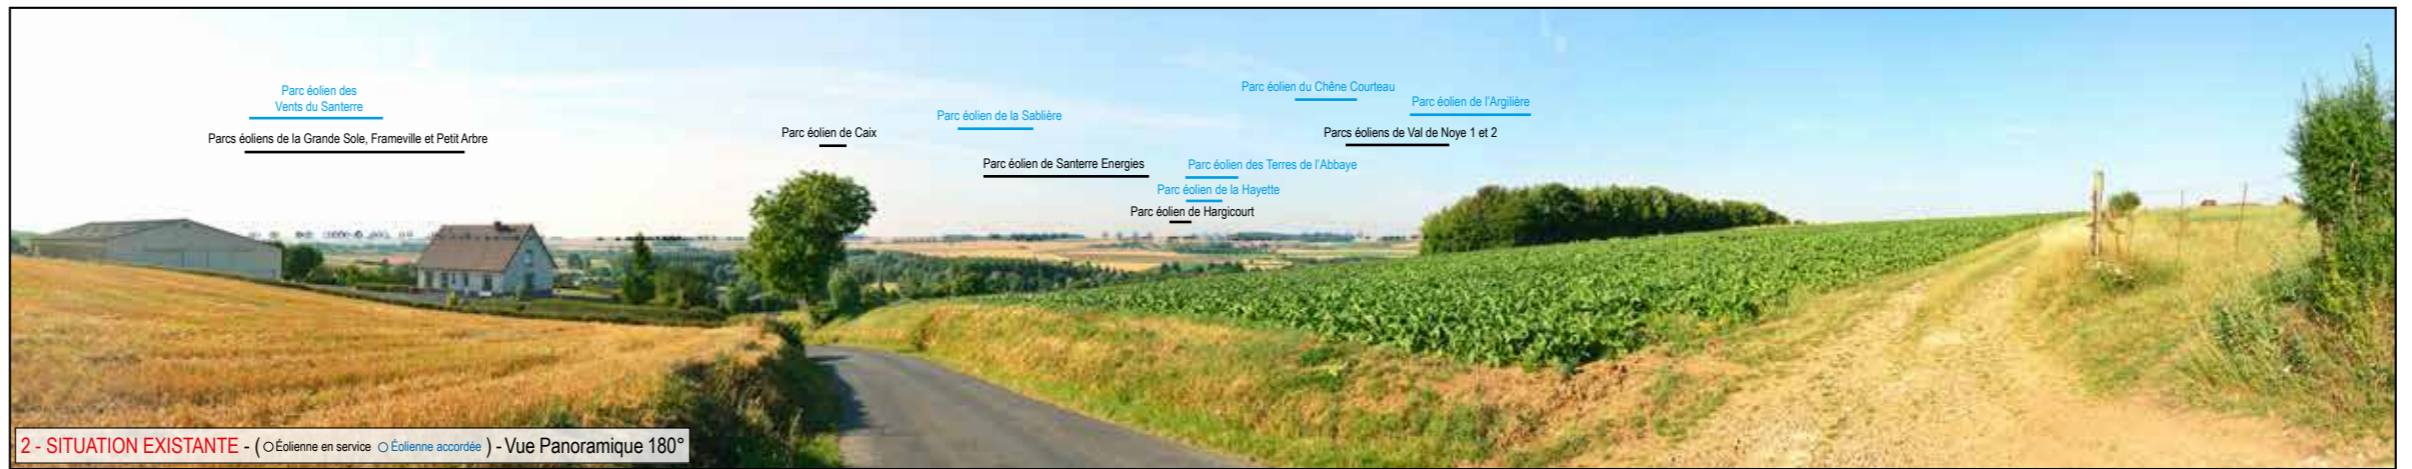 Parc éolien des
Vents du Santerre
Parcs éoliens de la Grande Sole, Frameville et Petit Arbre
Parc éolien de Caix
Parc éolien de la Sablière
Parc éolien de Santerre Energies
Parc éolien du Chêne Courteau
Parc éolien de l'Argilière
Parcs éoliens de Val de Noye 1 et 2
Parc éolien des Terres de l'Abbaye
Parc éolien de la Hayette
Parc éolien de Hargicourt
2 - SITUATION EXISTANTE - ( O Éolienne en service O Éolienne accordée ) - Vue Panoramique 180°